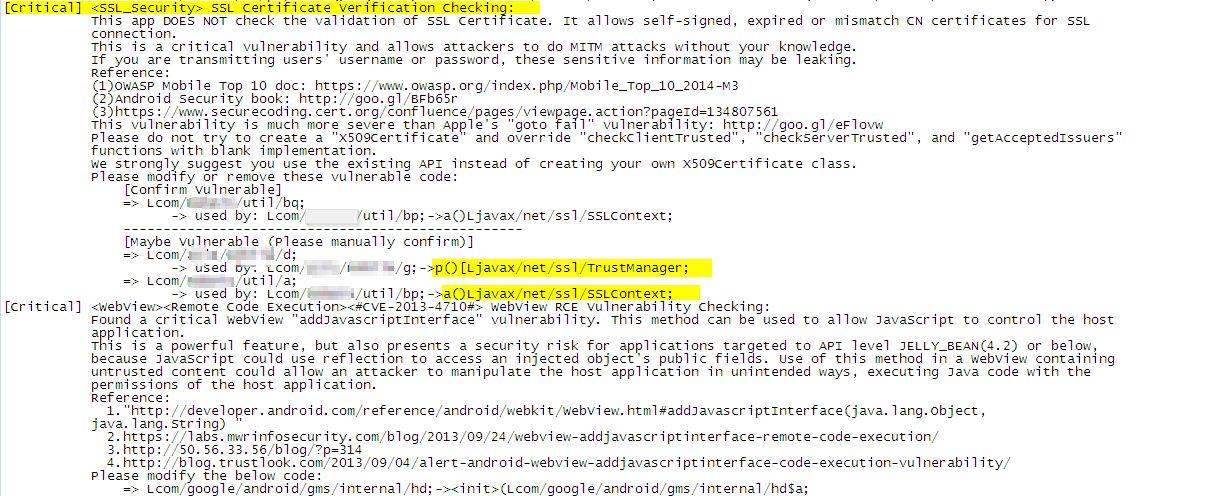 [Critical] <SSL_Security> SSL Certificate Verification Checking:
This app DOES NOT check the validation of SSL Certificate. It allows self-signed, expired or mismatch CN certificates for SSL
connection.
This is a critical vulnerability and allows attackers to do MITM attacks without your knowledge.
If you are transmitting users' username or password, these sensitive information may be leaking.
Reference:
(1)OWASP Mobile Top 10 doc: https://www.owasp.org/index.php/Mobile_Top_10_2014-M3
(2)Android Security book: http://goo.gl/BFb65r
(3)https://www.securecoding.cert.org/confluence/pages/viewpage.action?pageId=134807561
This vulnerability is much more severe than Apple's "goto fail" vulnerability: http://goo.gl/eFlovw
Please do not try to create a "X509Certificate" and override "checkClientTrusted", "checkServerTrusted", and "getAcceptedIssuers"
functions with blank implementation.
We strongly suggest you use the existing API instead of creating your own X509Certificate class.
Please modify or remove these vulnerable code:
[Confirm Vulnerable]
=> Lcom/ /util/bq;
-> used by: Lcom/ /util/bp;->a()Ljavax/net/ssl/SSLContext;
--------------------------------------------------
[Maybe Vulnerable (Please manually confirm)]
=> Lcom/ / /d;
-> used by: Lcom/ / /g;->p()[Ljavax/net/ssl/TrustManager;
=> Lcom/ /util/a;
-> used by: Lcom/ /util/bp;->a()Ljavax/net/ssl/SSLContext;
[Critical] <WebView><Remote Code Execution><#CVE-2013-4710#> WebView RCE Vulnerability Checking:
Found a critical WebView "addJavascriptInterface" vulnerability. This method can be used to allow JavaScript to control the host
application.
This is a powerful feature, but also presents a security risk for applications targeted to API level JELLY_BEAN(4.2) or below,
because JavaScript could use reflection to access an injected object's public fields. Use of this method in a WebView containing
untrusted content could allow an attacker to manipulate the host application in unintended ways, executing Java code with the
permissions of the host application.
Reference:
1."http://developer.android.com/reference/android/webkit/WebView.html#addJavascriptInterface(java.lang.Object,
java.lang.String) "
2.https://labs.mwrinfosecurity.com/blog/2013/09/24/webview-addjavascriptinterface-remote-code-execution/
3.http://50.56.33.56/blog/?p=314
4.http://blog.trustlook.com/2013/09/04/alert-android-webview-addjavascriptinterface-code-execution-vulnerability/
Please modify the below code:
=> Lcom/google/android/gms/internal/hd;-><init>(Lcom/google/android/gms/internal/hd$a;